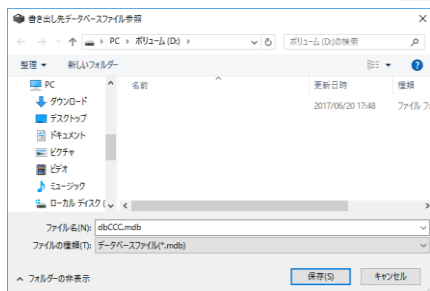 書き出し先データベースファイル参照
PC > ボリューム (D:) >
ボリューム (D:)の検索
整理 新しいフォルダー
名前 更新日時 種類
2017/06/20 17:48 ファイル フ
PC
ダウンロード
デスクトップ
ドキュメント
ピクチャ
ビデオ
ミュージック
ローカル ディスク (
ファイル名(N): dbCCC.mdb
ファイルの種類(T): データベースファイル(*.mdb)
フォルダーの非表示
保存(S) キャンセル